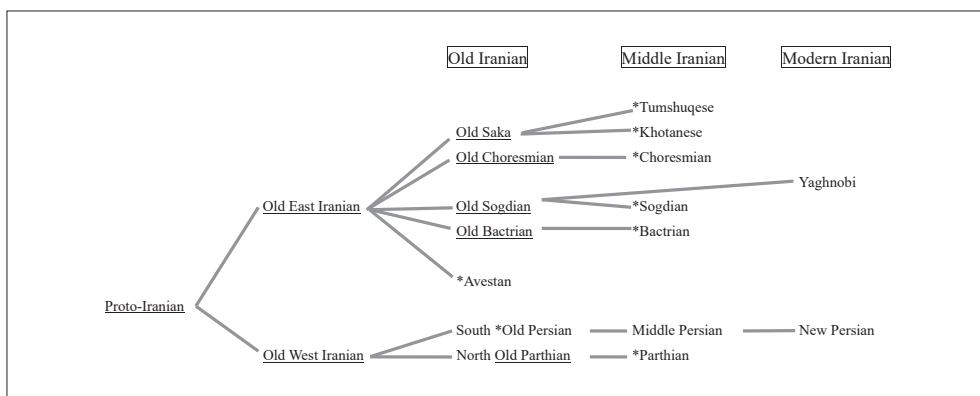 Old Iranian Middle Iranian Modern Iranian
*Tumshuqese
Old Saka *Khotanese
Old Choresmian *Choresmian
Yaghnobi
Old East Iranian Old Sogdian *Sogdian
Old Bactrian *Bactrian
*Avestan
Proto-Iranian
South *Old Persian Middle Persian New Persian
Old West Iranian North Old Parthian *Parthian